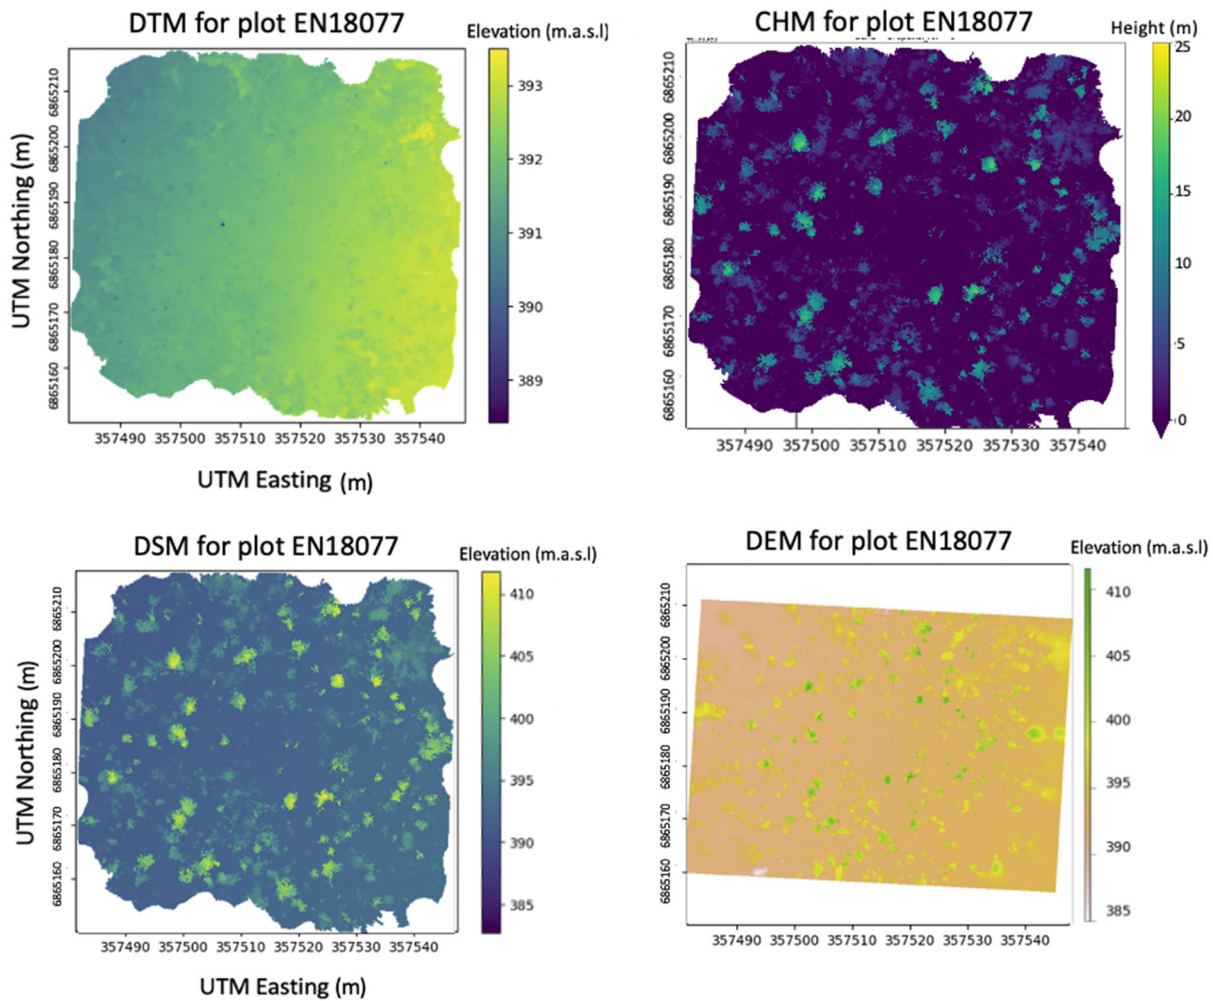 DTM for plot EN18077
Elevation (m.a.s.l)
393
392
391
390
389
6865210
6865200
6865190
6865180
6865170
6865160
UTM Northing (m)
357490 357500 357510 357520 357530 357540
UTM Easting (m)
CHM for plot EN18077
Height (m)
25
20
15
10
5
0
6865210
6865200
6865190
6865180
6865170
6865160
357490 357500 357510 357520 357530 357540
DSM for plot EN18077
Elevation (m.a.s.l)
410
405
400
395
390
385
6865210
6865200
6865190
6865180
6865170
6865160
UTM Northing (m)
357490 357500 357510 357520 357530 357540
UTM Easting (m)
DEM for plot EN18077
Elevation (m.a.s.l)
410
405
400
395
390
385
6865210
6865200
6865190
6865180
6865170
6865160
357490 357500 357510 357520 357530 357540